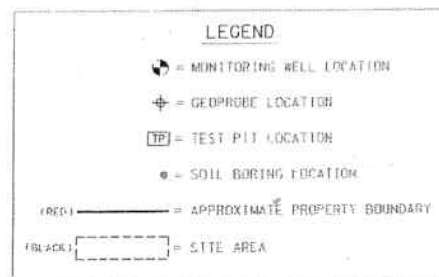 LEGEND
= MONITORING WELL LOCATION
= GEOPROBE LOCATION
TP = TEST PIT LOCATION
= SOIL BORING LOCATION
(RED) = APPROXIMATE PROPERTY BOUNDARY
(BLACK) = SITE AREA